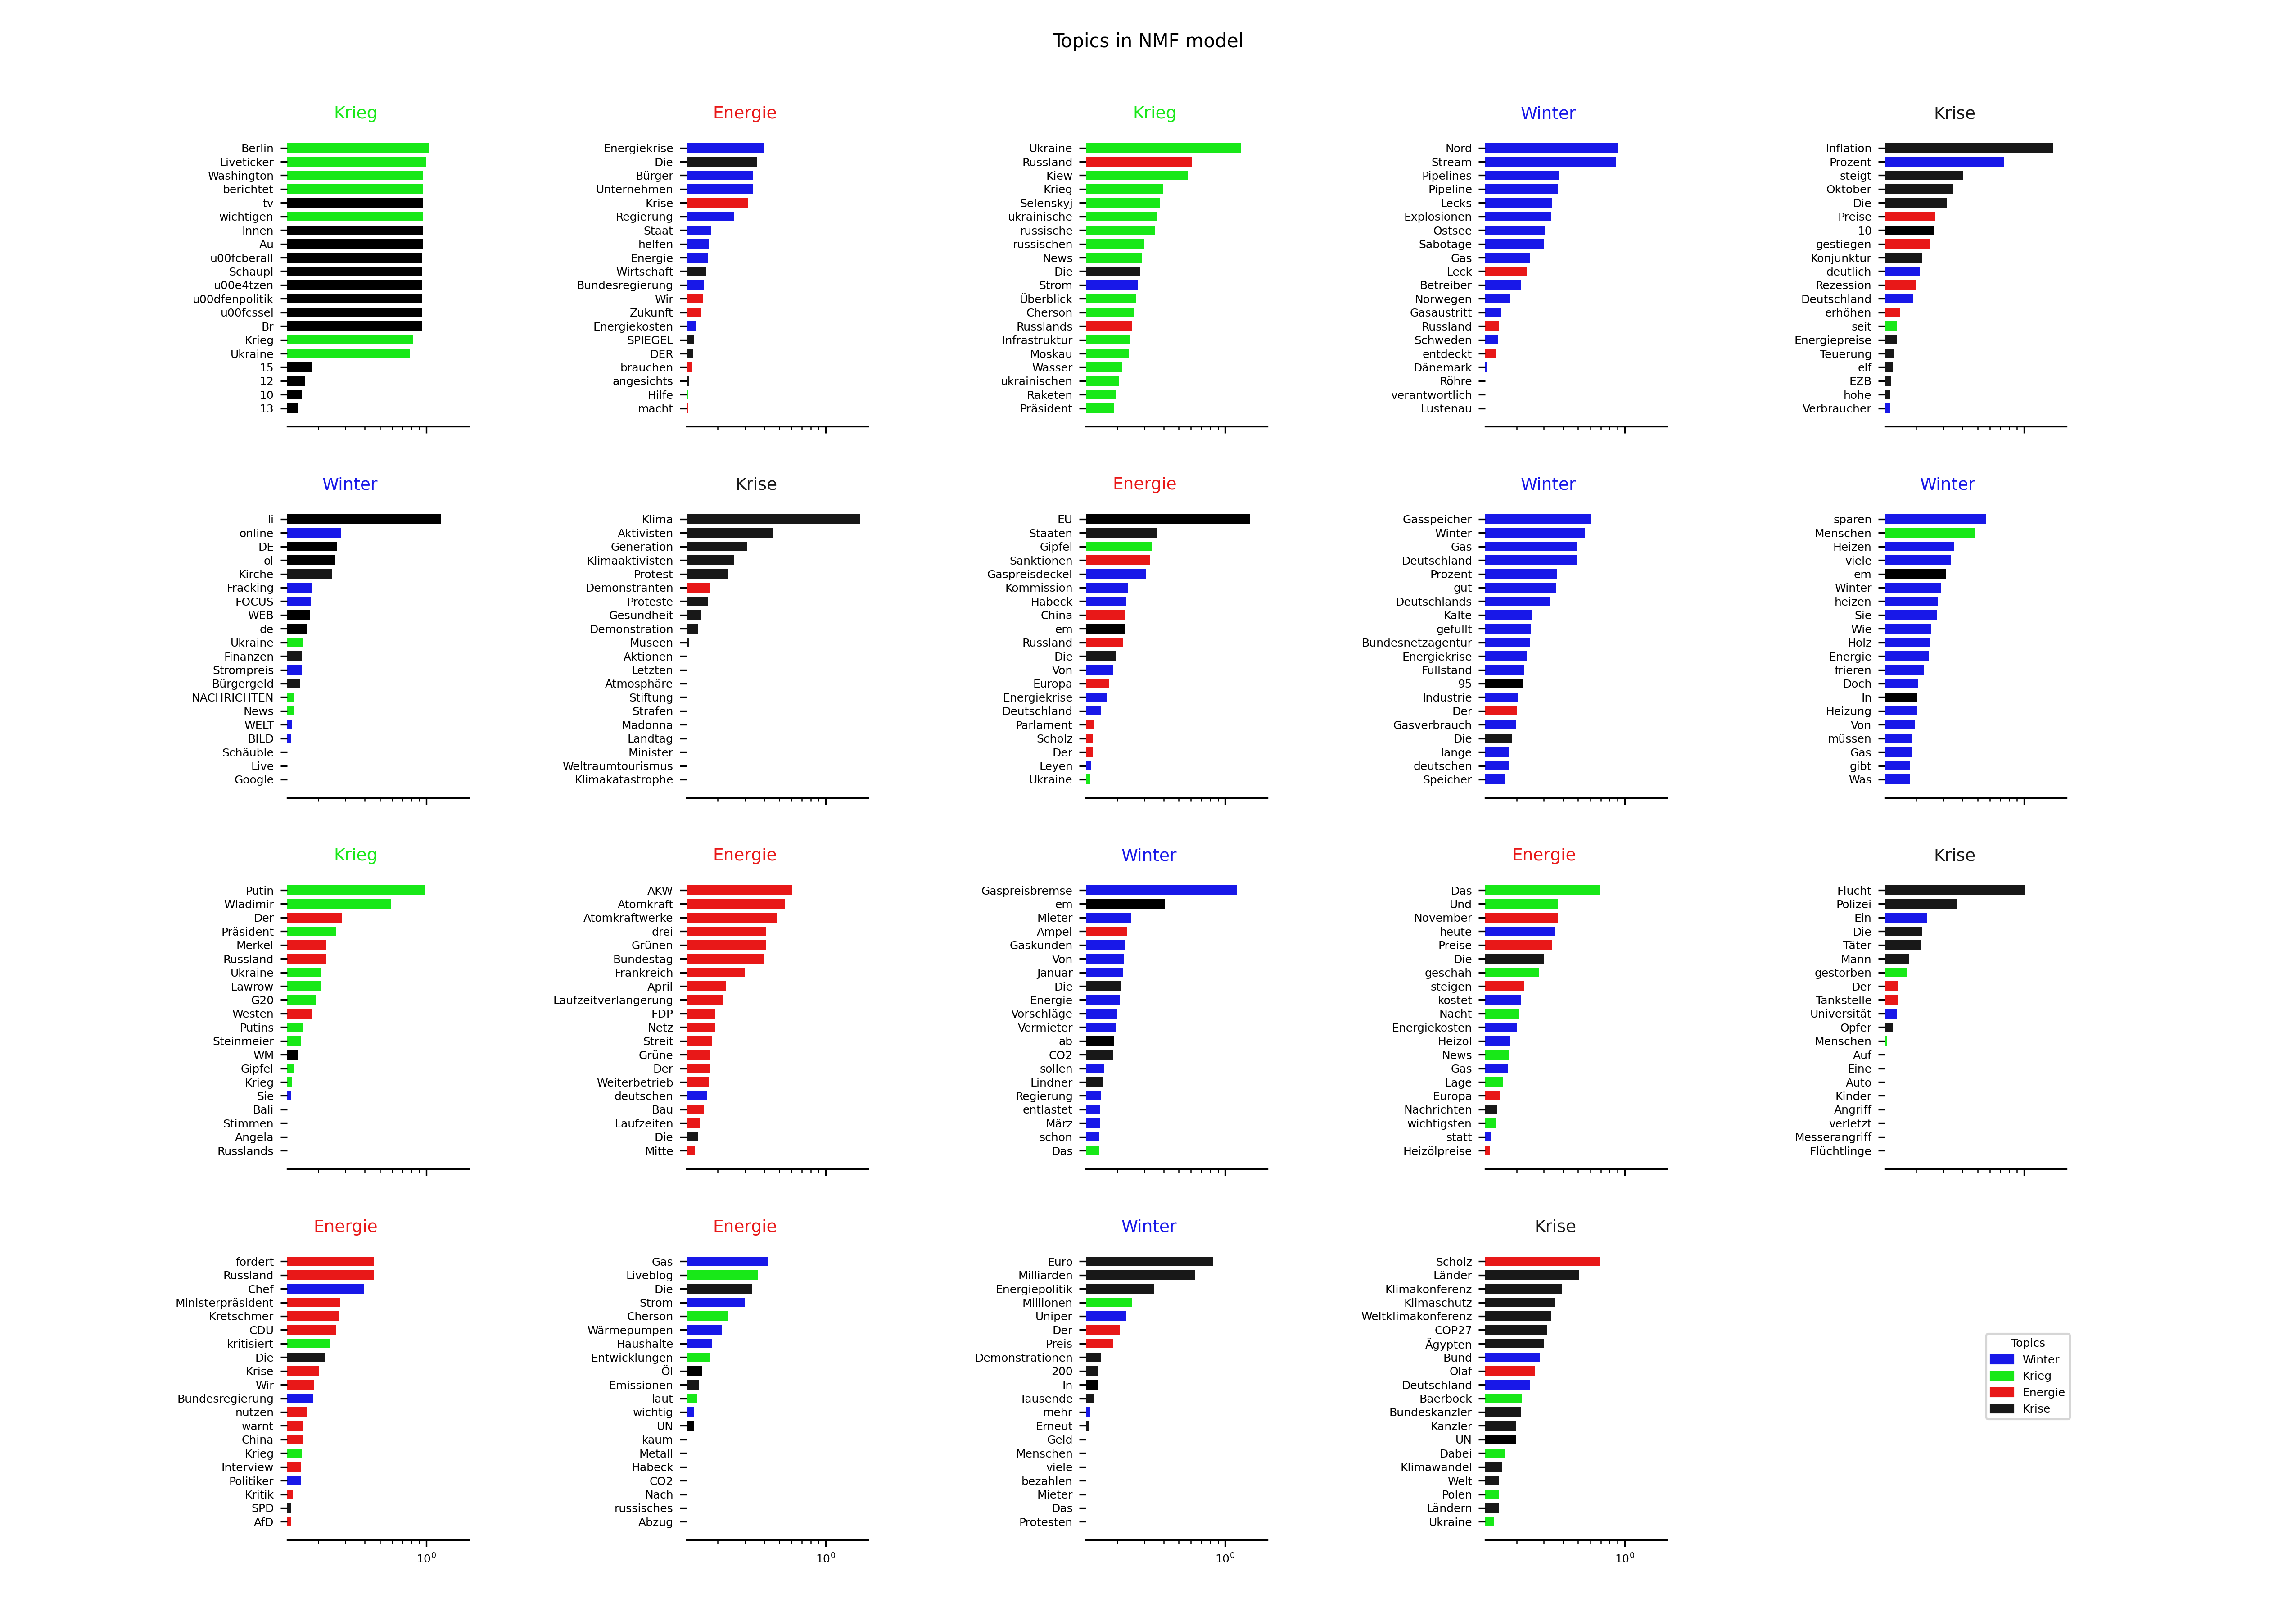 Topics in NMF model
Krieg
Berlin
Liveticker
Washington
berichtet
tv
wichtigen
Innen
Au
u00fcberall
Schaupl
u00e4tzen
u00dfenpolitik
u00fcssel
Br
Krieg
Ukraine
15
12
10
13
Energie
Energiekrise
Die
Bürger
Unternehmen
Krise
Regierung
Staat
helfen
Energie
Wirtschaft
Bundesregierung
Wir
Zukunft
Energiekosten
SPIEGEL
DER
brauchen
angesichts
Hilfe
macht
Krieg
Ukraine
Russland
Kiew
Krieg
Selenskyj
ukrainische
russische
russischen
News
Die
Strom
Überblick
Cherson
Russlands
Infrastruktur
Moskau
Wasser
ukrainischen
Raketen
Präsident
Winter
Nord
Stream
Pipelines
Pipeline
Lecks
Explosionen
Ostsee
Sabotage
Gas
Leck
Betreiber
Norwegen
Gasaustritt
Russland
Schweden
entdeckt
Dänemark
Röhre
verantwortlich
Lustenau
Krise
Inflation
Prozent
steigt
Oktober
Die
Preise
10
gestiegen
Konjunktur
deutlich
Rezession
Deutschland
erhöhen
seit
Energiepreise
Teuerung
elf
EZB
hohe
Verbraucher
Winter
li
online
DE
ol
Kirche
Fracking
FOCUS
WEB
de
Ukraine
Finanzen
Strompreis
Bürgergeld
NACHRICHTEN
News
WELT
BILD
Schäuble
Live
Google
Krise
Klima
Aktivisten
Generation
Klimaaktivisten
Protest
Demonstranten
Proteste
Gesundheit
Demonstration
Museen
Aktionen
Letzten
Atmosphäre
Stiftung
Strafen
Madonna
Landtag
Minister
Weltraumtourismus
Klimakatastrophe
Energie
EU
Staaten
Gipfel
Sanktionen
Gaspreisdeckel
Kommission
Habeck
China
em
Russland
Die
Von
Europa
Energiekrise
Deutschland
Parlament
Scholz
Der
Leyen
Ukraine
Winter
Gasspeicher
Winter
Gas
Deutschland
Prozent
gut
Deutschlands
Kälte
gefüllt
Bundesnetzagentur
Energiekrise
Füllstand
95
Industrie
Der
Gasverbrauch
Die
lange
deutschen
Speicher
Winter
sparen
Menschen
Heizen
viele
em
Winter
heizen
Sie
Wie
Holz
Energie
frieren
Doch
In
Heizung
Von
müssen
Gas
gibt
Was
Krieg
Putin
Wladimir
Der
Präsident
Merkel
Russland
Ukraine
Lawrow
G20
Westen
Putins
Steinmeier
WM
Gipfel
Krieg
Sie
Bali
Stimmen
Angela
Russlands
Energie
AKW
Atomkraft
Atomkraftwerke
drei
Grünen
Bundestag
Frankreich
April
Laufzeitverlängerung
FDP
Netz
Streit
Grüne
Der
Weiterbetrieb
deutschen
Bau
Laufzeiten
Die
Mitte
Winter
Gaspreisbremse
em
Mieter
Ampel
Gaskunden
Von
Januar
Die
Energie
Vorschläge
Vermieter
ab
CO2
sollen
Lindner
Regierung
entlastet
März
schon
Das
Energie
Das
Und
November
heute
Preise
Die
geschah
steigen
kostet
Nacht
Energiekosten
Heizöl
News
Gas
Lage
Europa
Nachrichten
wichtigsten
statt
Heizölpreise
Krise
Flucht
Polizei
Ein
Die
Täter
Mann
gestorben
Der
Tankstelle
Universität
Opfer
Menschen
Auf
Eine
Auto
Kinder
Angriff
verletzt
Messerangriff
Flüchtlinge
Energie
fordert
Russland
Chef
Ministerpräsident
Kretschmer
CDU
kritisiert
Die
Krise
Wir
Bundesregierung
nutzen
warnt
China
Krieg
Interview
Politiker
Kritik
SPD
AfD
10⁰
Energie
Gas
Liveblog
Die
Strom
Cherson
Wärmepumpen
Haushalte
Entwicklungen
Öl
Emissionen
laut
wichtig
UN
kaum
Metall
Habeck
CO2
Nach
russisches
Abzug
10⁰
Winter
Euro
Milliarden
Energiepolitik
Millionen
Uniper
Der
Preis
Demonstrationen
200
In
Tausende
mehr
Erneut
Geld
Menschen
viele
bezahlen
Mieter
Das
Protesten
10⁰
Krise
Scholz
Länder
Klimakonferenz
Klimaschutz
Weltklimakonferenz
COP27
Ägypten
Bund
Olaf
Deutschland
Baerbock
Bundeskanzler
Kanzler
UN
Dabei
Klimawandel
Welt
Polen
Ländern
Ukraine
10⁰
Topics
Winter
Krieg
Energie
Krise